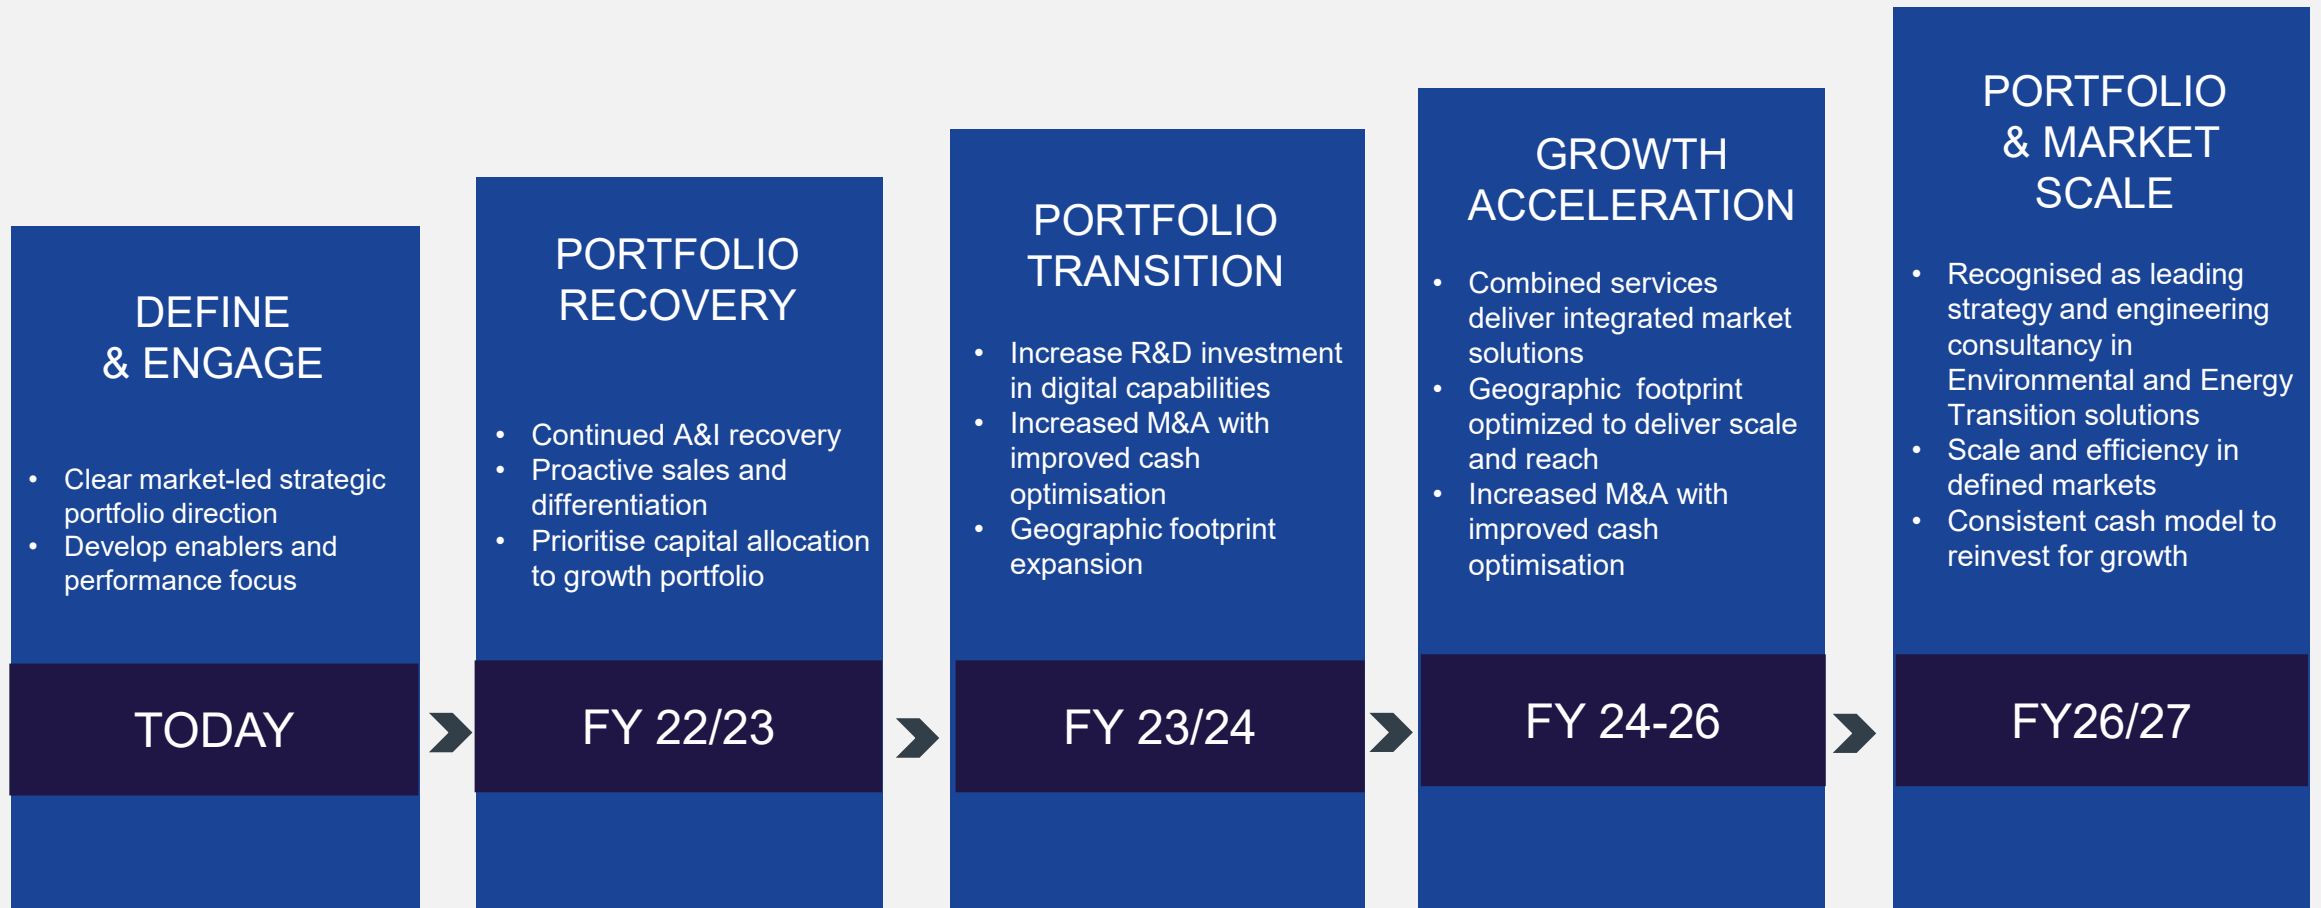 DEFINE
& ENGAGE
• Clear market-led strategic
portfolio direction
• Develop enablers and
performance focus
TODAY
PORTFOLIO
RECOVERY
• Continued A&I recovery
• Proactive sales and
differentiation
• Prioritise capital allocation
to growth portfolio
FY 22/23
PORTFOLIO
TRANSITION
• Increase R&D investment
in digital capabilities
• Increased M&A with
improved cash
optimisation
• Geographic footprint
expansion
FY 23/24
GROWTH
ACCELERATION
• Combined services
deliver integrated market
solutions
• Geographic  footprint
optimized to deliver scale
and reach
• Increased M&A with
improved cash
optimisation
FY 24-26
PORTFOLIO
& MARKET
SCALE
• Recognised as leading
strategy and engineering
consultancy in
Environmental and Energy
Transition solutions
• Scale and efficiency in
defined markets
• Consistent cash model to
reinvest for growth
FY26/27